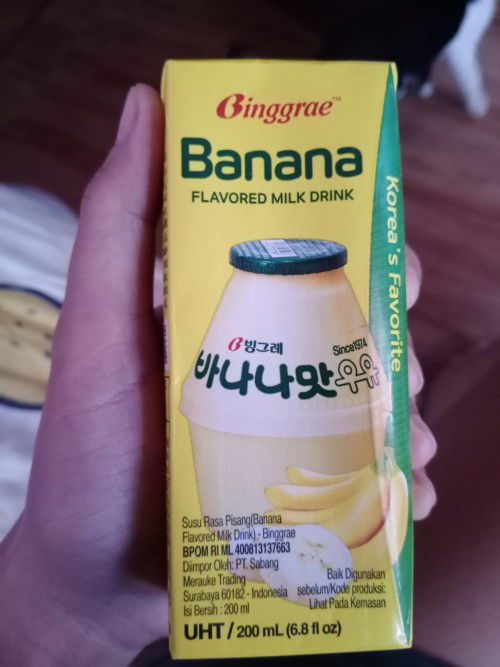 Binggrae™
Banana
FLAVORED MILK DRINK
Korea's Favorite
빙그레
Since1974
바나나맛우유
Susu Rasa Pisang(Banana
Flavored Milk Drink) - Binggrae
BPOM RI ML 400813137663
Diimpor Oleh: PT. Sabang
Merauke Trading
Surabaya 60182 - Indonesia
Isi Bersih : 200 ml
Baik Digunakan
sebelum/Kode produksi:
Lihat Pada Kemasan
UHT / 200 mL (6.8 fl oz)